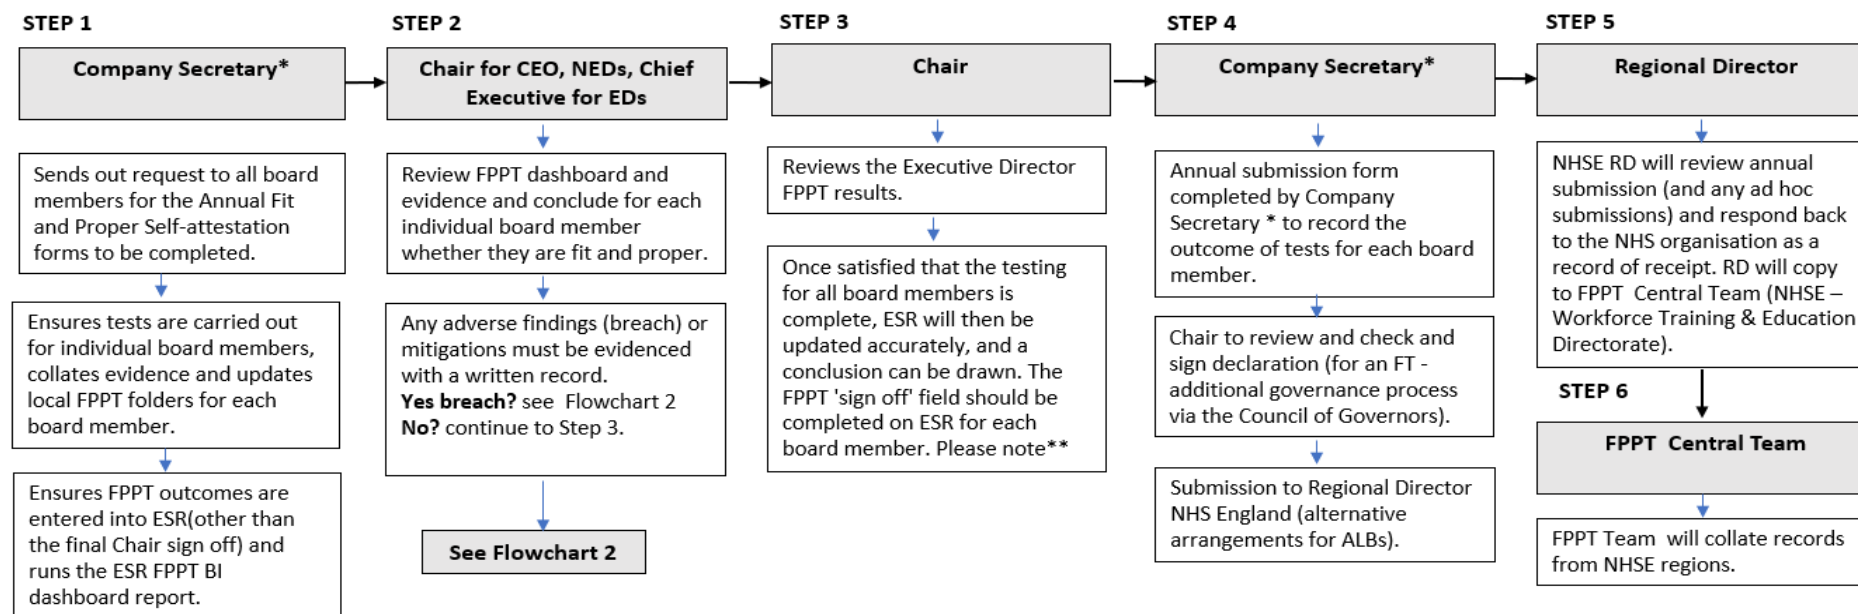 STEP 1
Company Secretary*
Sends out request to all board
members for the Annual Fit
and Proper Self-attestation
forms to be completed.
Ensures tests are carried out
for individual board members,
collates evidence and updates
local FPPT folders for each
board member.
Ensures FPPT outcomes are
entered into ESR(other than
the final Chair sign off) and
runs the ESR FPPT BI
dashboard report.
STEP 2
Chair for CEO, NEDs, Chief
Executive for EDs
Review FPPT dashboard and
evidence and conclude for each
individual board member
whether they are fit and proper.
Any adverse findings (breach) or
mitigations must be evidenced
with a written record.
Yes breach? see Flowchart 2
No? continue to Step 3.
See Flowchart 2
STEP 3
Chair
Reviews the Executive Director
FPPT results.
Once satisfied that the testing
for all board members is
complete, ESR will then be
updated accurately, and a
conclusion can be drawn. The
FPPT 'sign off' field should be
completed on ESR for each
board member. Please note**
STEP 4
Company Secretary*
Annual submission form
completed by Company
Secretary * to record the
outcome of tests for each board
member.
Chair to review and check and
sign declaration (for an FT -
additional governance process
via the Council of Governors).
Submission to Regional Director
NHS England (alternative
arrangements for ALBs).
STEP 5
Regional Director
NHSE RD will review annual
submission (and any ad hoc
submissions) and respond back
to the NHS organisation as a
record of receipt. RD will copy
to FPPT Central Team (NHSE –
Workforce Training & Education
Directorate).
STEP 6
FPPT Central Team
FPPT Team will collate records
from NHSE regions.